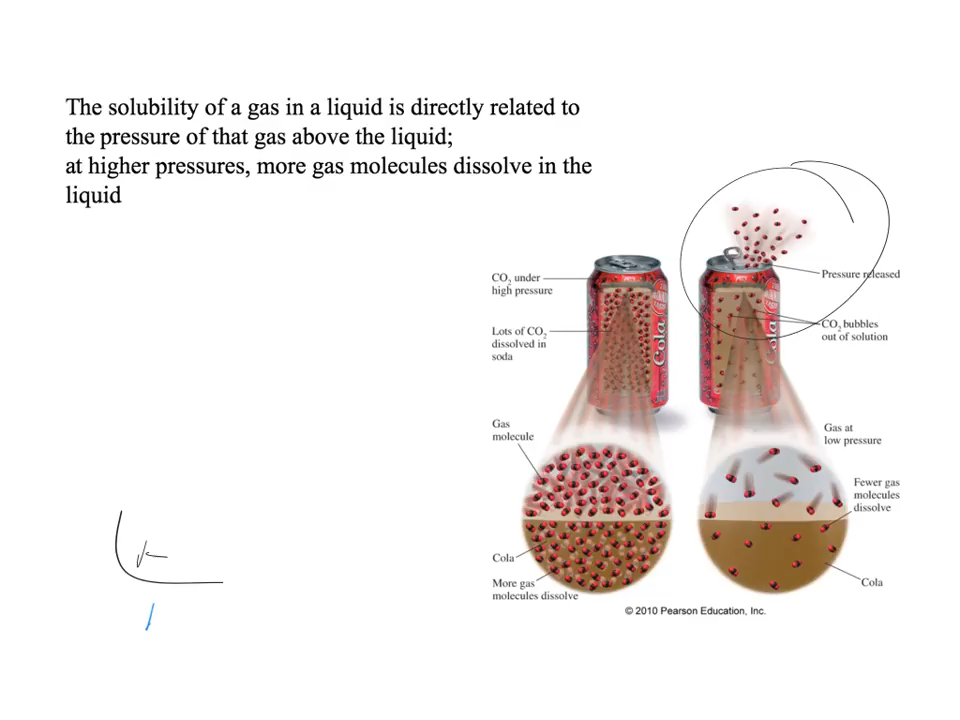 The solubility of a gas in a liquid is directly related to
the pressure of that gas above the liquid;
at higher pressures, more gas molecules dissolve in the
liquid
CO₂ under
high pressure
Lots of CO₂
dissolved in
soda
Cola
Cola
Pressure released
CO₂ bubbles
out of solution
Gas
molecule
Gas at
low pressure
Fewer gas
molecules
dissolve
Cola
More gas
molecules dissolve
Cola
© 2010 Pearson Education, Inc.